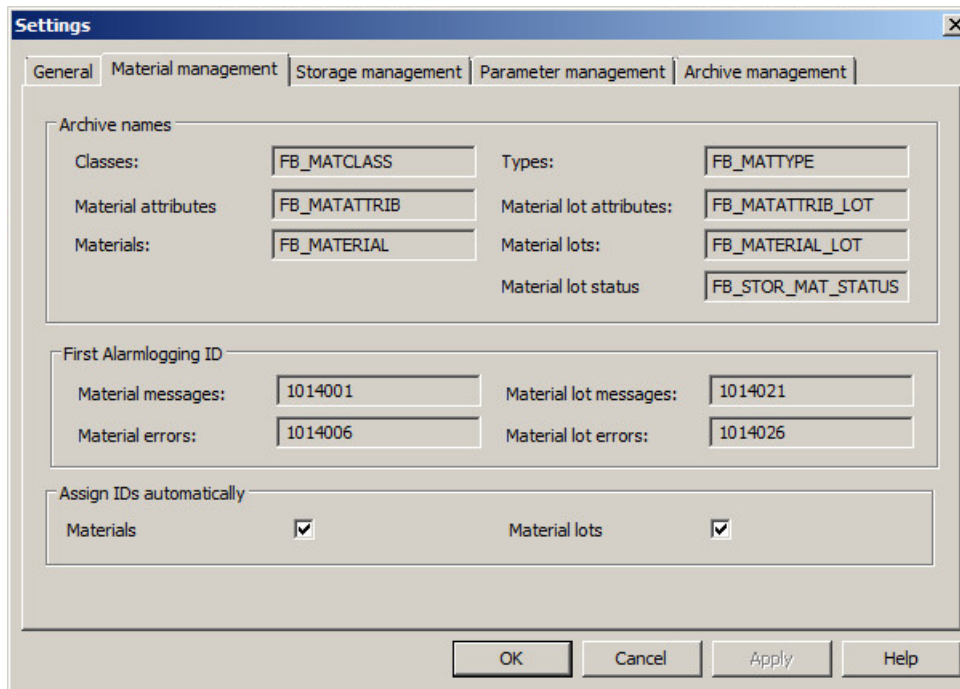 Settings
General Material management Storage management Parameter management Archive management
Archive names
Classes: FB_MATCLASS Types: FB_MATTYPE
Material attributes FB_MATATTRIB Material lot attributes: FB_MATATTRIB_LOT
Materials: FB_MATERIAL Material lots: FB_MATERIAL_LOT
Material lot status FB_STOR_MAT_STATUS
First Alarmlogging ID
Material messages: 1014001 Material lot messages: 1014021
Material errors: 1014006 Material lot errors: 1014026
Assign IDs automatically
Materials Material lots
OK Cancel Apply Help